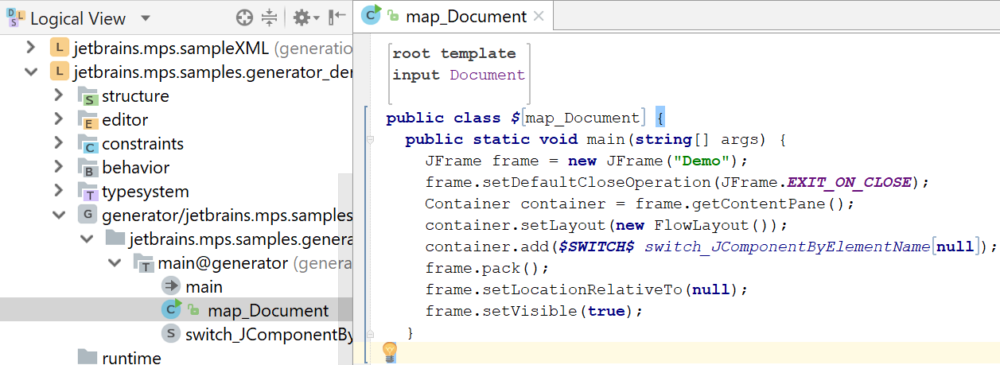 Logical View
jetbrains.mps.sampleXML (generatio
jetbrains.mps.samples.generator_der
structure
editor
constraints
behavior
typesystem
generator/jetbrains.mps.samples
jetbrains.mps.samples.genera
main@generator (genera
main
map_Document
switch_JComponentBy
runtime
map_Document
root template
input Document
public class $[map_Document] {
public static void main(string[] args) {
JFrame frame = new JFrame("Demo");
frame.setDefaultCloseOperation(JFrame.EXIT_ON_CLOSE);
Container container = frame.getContentPane();
container.setLayout(new FlowLayout());
container.add($SWITCH$ switch_JComponentByElementName[null]);
frame.pack();
frame.setLocationRelativeTo(null);
frame.setVisible(true);
}